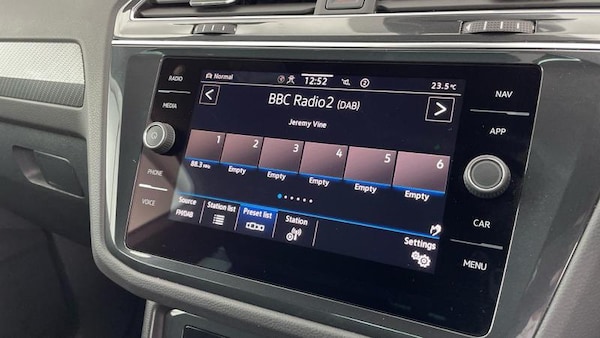 RADIO
MEDIA
PHONE
VOICE
Normal
12:52
2
23.5°C
BBC Radio2 (DAB)
Jeremy Vine
1 2 3 4 5 6
88.3 MHz Empty Empty Empty Empty Empty
Source
FM/DAB
Station list
Preset list
Station
Settings
NAV
APP
CAR
MENU